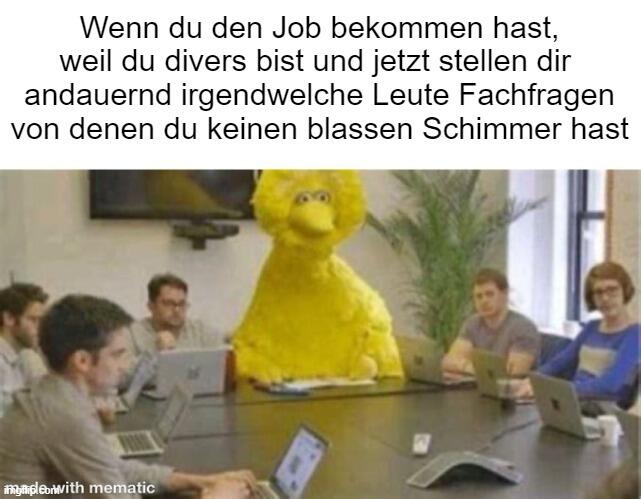 Wenn du den Job bekommen hast,
weil du divers bist und jetzt stellen dir
andauernd irgendwelche Leute Fachfragen
von denen du keinen blassen Schimmer hast
made with mematic
imgflip.com